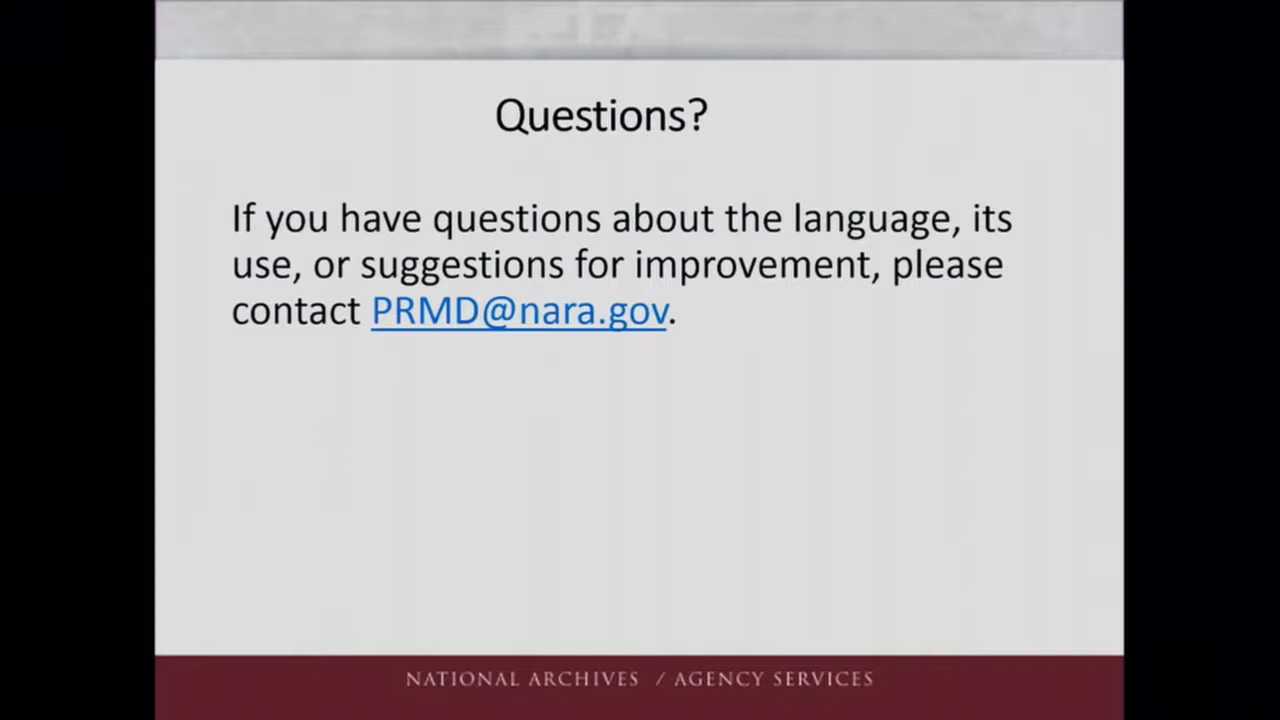 Questions?
If you have questions about the language, its
use, or suggestions for improvement, please
contact PRMD@nara.gov.
NATIONAL ARCHIVES / AGENCY SERVICES